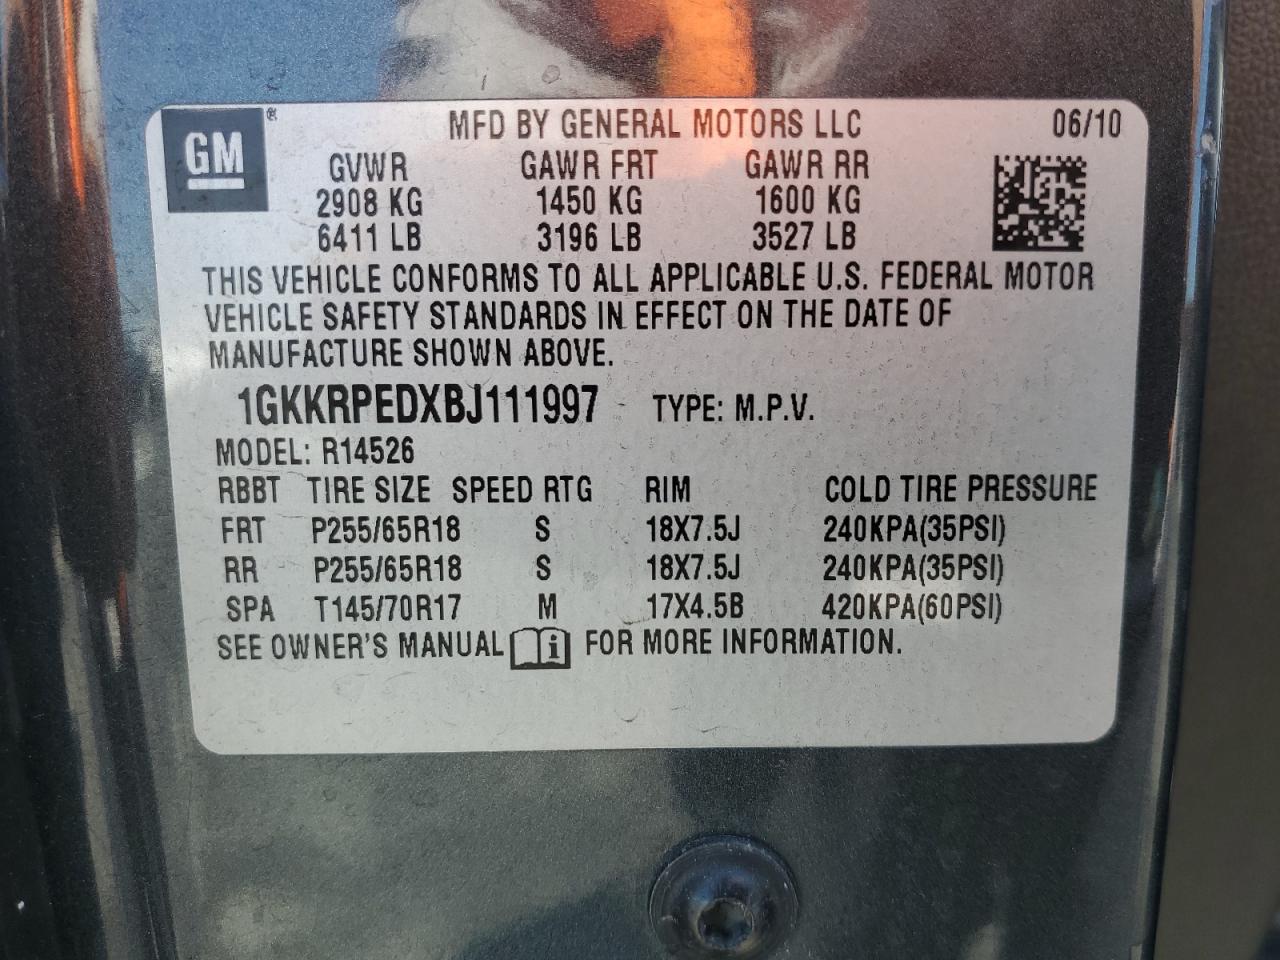 GM ® MFD BY GENERAL MOTORS LLC 06/10
GVWR GAWR FRT GAWR RR
2908 KG 1450 KG 1600 KG
6411 LB 3196 LB 3527 LB
THIS VEHICLE CONFORMS TO ALL APPLICABLE U.S. FEDERAL MOTOR
VEHICLE SAFETY STANDARDS IN EFFECT ON THE DATE OF
MANUFACTURE SHOWN ABOVE.
1GKKRPEDXBJ111997 TYPE: M.P.V.
MODEL: R14526
RBBT TIRE SIZE SPEED RTG RIM COLD TIRE PRESSURE
FRT P255/65R18 S 18X7.5J 240KPA(35PSI)
RR P255/65R18 S 18X7.5J 240KPA(35PSI)
SPA T145/70R17 M 17X4.5B 420KPA(60PSI)
SEE OWNER'S MANUAL i FOR MORE INFORMATION.